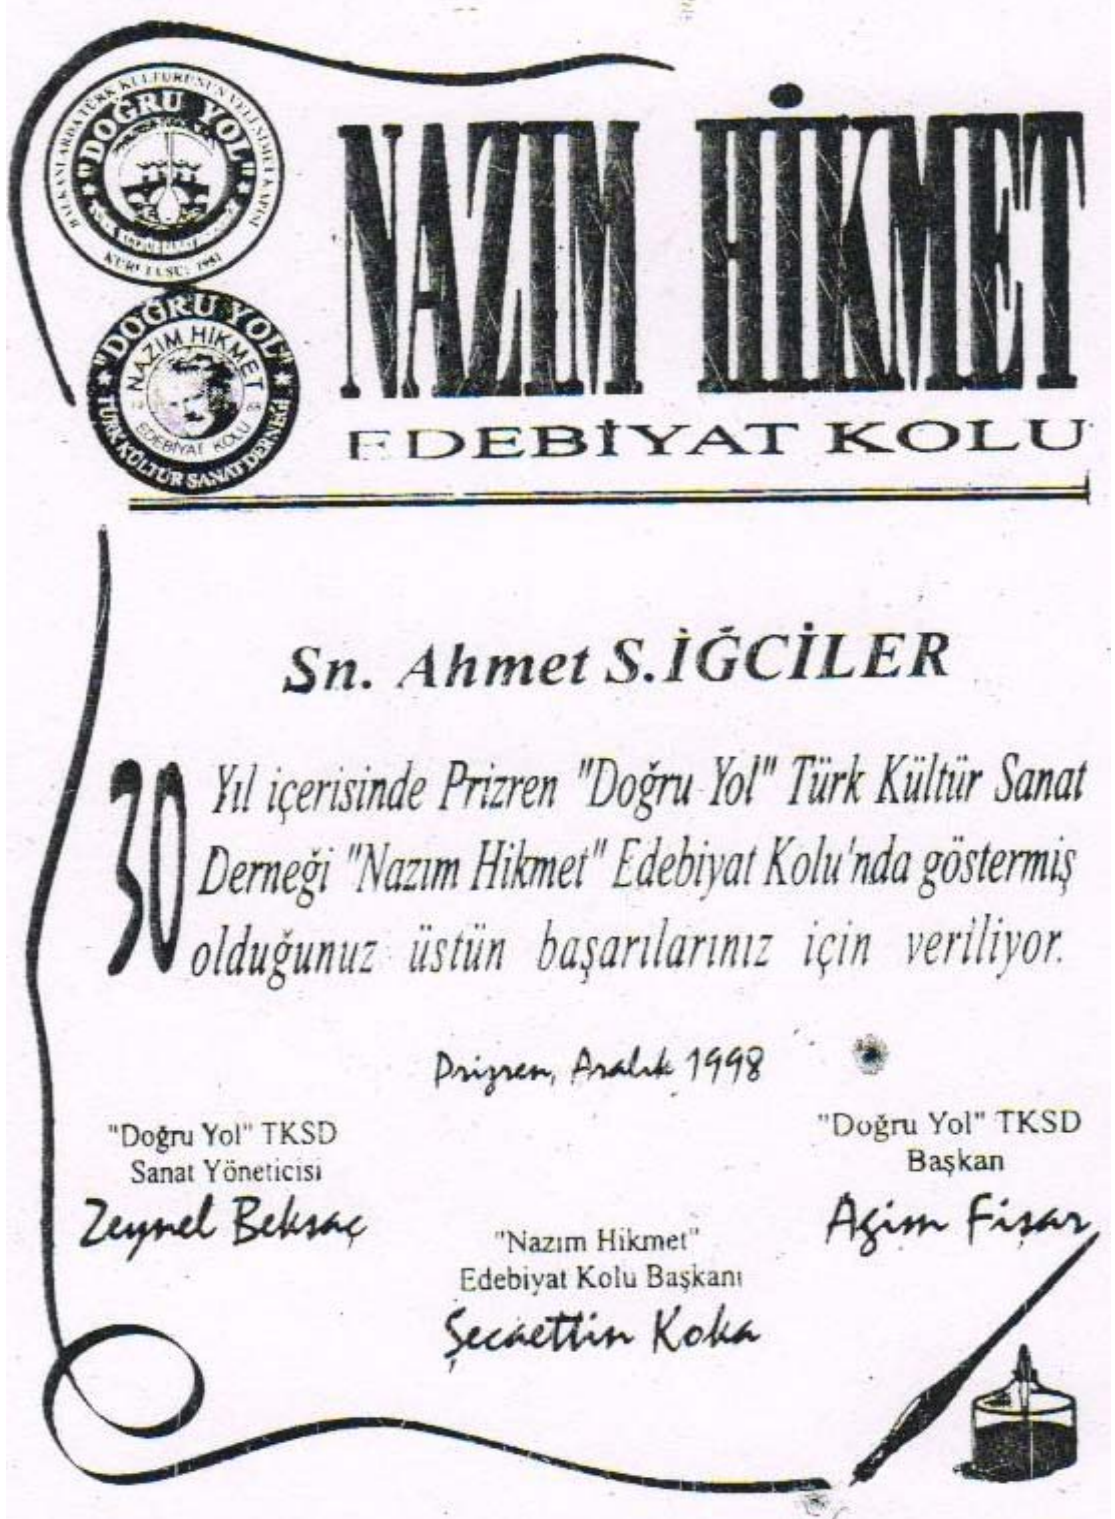 NAZIM HİKMET
EDEBİYAT KOLU
"DOĞRU YOL"
"DOĞRU YOL"
NAZIM HIKMET
EDEBİYAT KOLU
TÜRK KÜLTÜR SANAT DERNEĞİ
Sn. Ahmet S.İĞCİLER
30 Yıl içerisinde Prizren "Doğru Yol" Türk Kültür Sanat
Derneği "Nazım Hikmet" Edebiyat Kolu'nda göstermiş
olduğunuz üstün başarılarınız için veriliyor.
Prizren, Aralık 1998
"Doğru Yol" TKSD
Sanat Yöneticisi
Zeynel Beksaç
"Doğru Yol" TKSD
Başkan
Agim Fişar
"Nazım Hikmet"
Edebiyat Kolu Başkanı
Şecaettin Koka